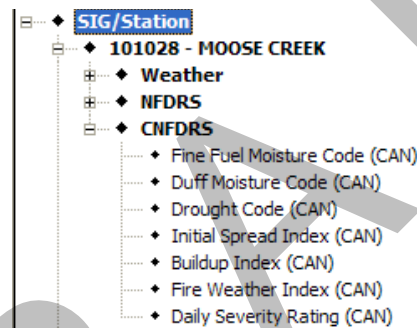 SIG/Station
101028 - MOOSE CREEK
Weather
NFDRS
CNFDRS
Fine Fuel Moisture Code (CAN)
Duff Moisture Code (CAN)
Drought Code (CAN)
Initial Spread Index (CAN)
Buildup Index (CAN)
Fire Weather Index (CAN)
Daily Severity Rating (CAN)